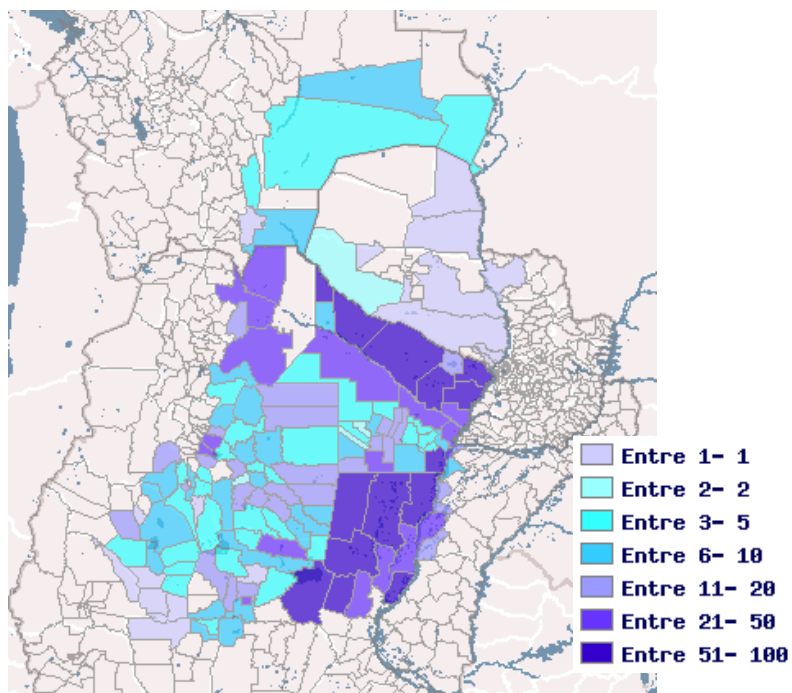 Entre 1- 1
Entre 2- 2
Entre 3- 5
Entre 6- 10
Entre 11- 20
Entre 21- 50
Entre 51- 100